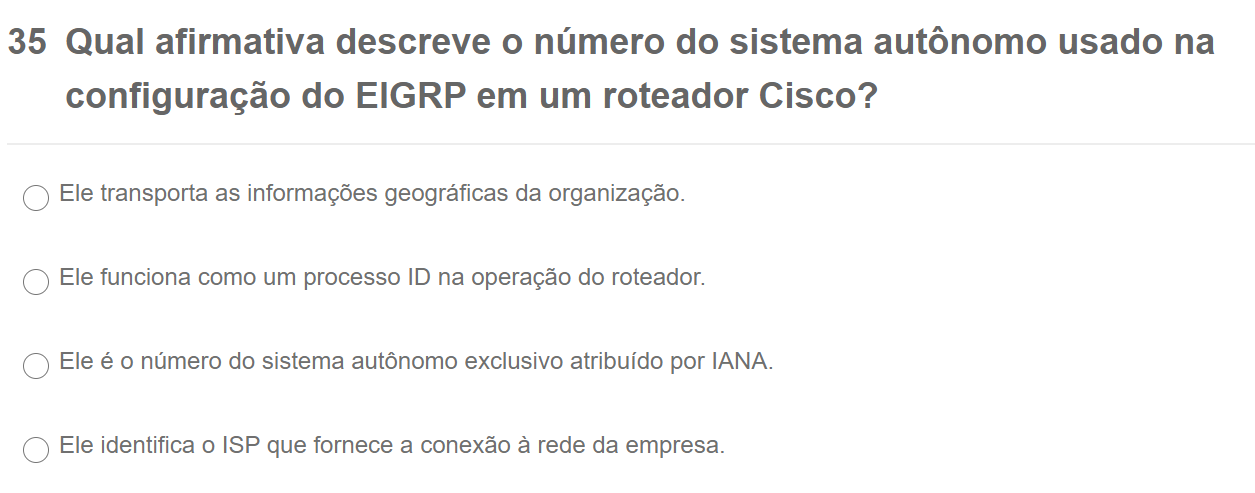 35 Qual afirmativa descreve o número do sistema autônomo usado na
configuração do EIGRP em um roteador Cisco?
Ele transporta as informações geográficas da organização.
Ele funciona como um processo ID na operação do roteador.
Ele é o número do sistema autônomo exclusivo atribuído por IANA.
Ele identifica o ISP que fornece a conexão à rede da empresa.